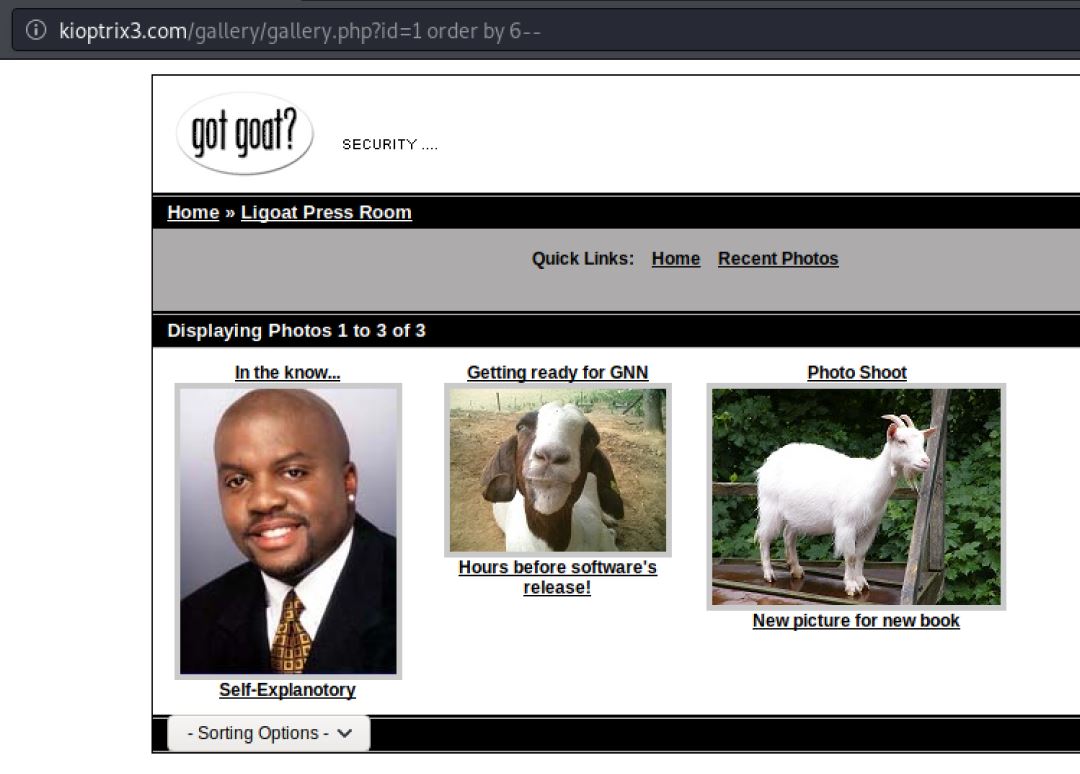 kioptrix3.com/gallery/gallery.php?id=1 order by 6--
got goat?
SECURITY ....
Home » Ligoat Press Room
Quick Links: Home Recent Photos
Displaying Photos 1 to 3 of 3
In the know...
Getting ready for GNN
Photo Shoot
Hours before software's
release!
New picture for new book
Self-Explanotory
- Sorting Options -